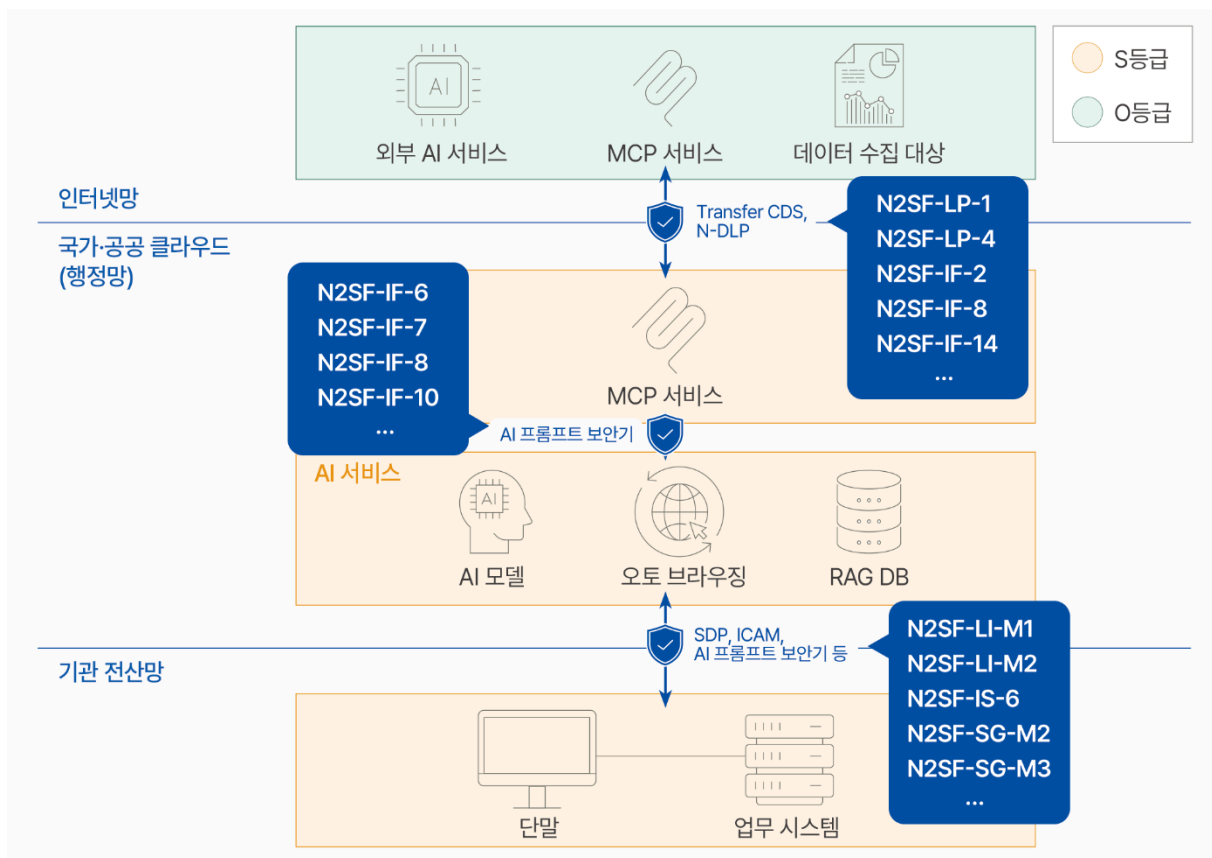 S등급
O등급
AI
외부 AI 서비스
MCP 서비스
데이터 수집 대상
인터넷망
Transfer CDS,
N-DLP
N2SF-LP-1
N2SF-LP-4
N2SF-IF-2
N2SF-IF-8
N2SF-IF-14
...
국가·공공 클라우드
(행정망)
N2SF-IF-6
N2SF-IF-7
N2SF-IF-8
N2SF-IF-10
...
MCP 서비스
AI 프롬프트 보안기
AI 서비스
AI
AI 모델
오토 브라우징
RAG DB
SDP, ICAM,
AI 프롬프트 보안기 등
N2SF-LI-M1
N2SF-LI-M2
N2SF-IS-6
N2SF-SG-M2
N2SF-SG-M3
...
기관 전산망
단말
업무 시스템